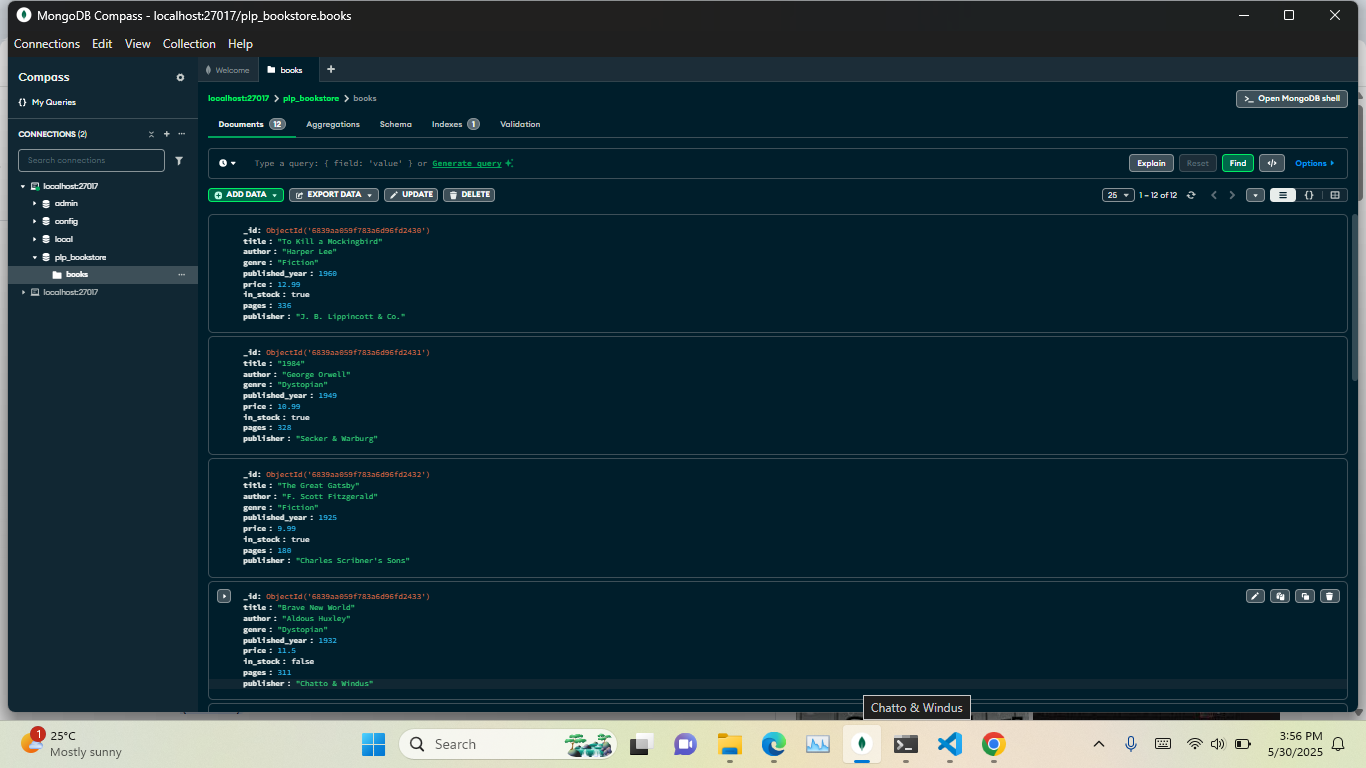 MongoDB Compass - localhost:27017/plp_bookstore.books
Connections Edit View Collection Help
Compass
{} My Queries
CONNECTIONS (2)
Search connections
localhost:27017
admin
config
local
plp_bookstore
books
localhost:27017
Welcome books
localhost:27017 > plp_bookstore > books
>_ Open MongoDB shell
Documents 12 Aggregations Schema Indexes 1 Validation
Type a query: { field: 'value' } or Generate query
Explain Reset Find </> Options
ADD DATA EXPORT DATA UPDATE DELETE
25 1 – 12 of 12 {}
_id: ObjectId('6839aa059f783a6d96fd2430')
title : "To Kill a Mockingbird"
author : "Harper Lee"
genre : "Fiction"
published_year : 1960
price : 12.99
in_stock : true
pages : 336
publisher : "J. B. Lippincott & Co."
_id: ObjectId('6839aa059f783a6d96fd2431')
title : "1984"
author : "George Orwell"
genre : "Dystopian"
published_year : 1949
price : 10.99
in_stock : true
pages : 328
publisher : "Secker & Warburg"
_id: ObjectId('6839aa059f783a6d96fd2432')
title : "The Great Gatsby"
author : "F. Scott Fitzgerald"
genre : "Fiction"
published_year : 1925
price : 9.99
in_stock : true
pages : 180
publisher : "Charles Scribner's Sons"
_id: ObjectId('6839aa059f783a6d96fd2433')
title : "Brave New World"
author : "Aldous Huxley"
genre : "Dystopian"
published_year : 1932
price : 11.5
in_stock : false
pages : 311
publisher : "Chatto & Windus"
Chatto & Windus
1
25°C
Mostly sunny
Search
3:56 PM
5/30/2025